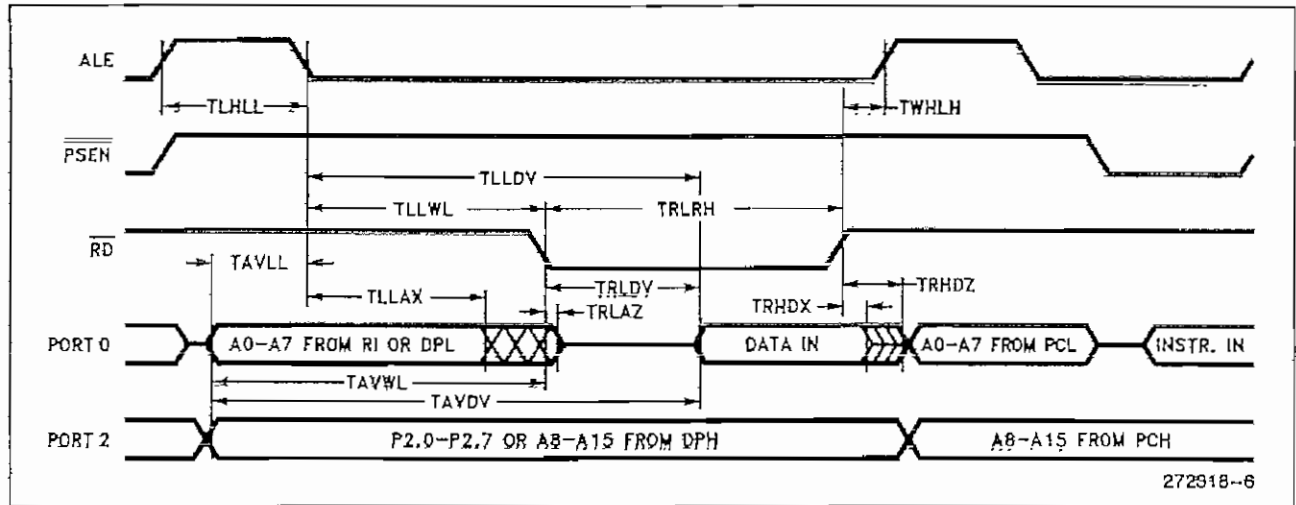 ALE
TLHLL
TWHLH
PSEN
TLLDV
TLLWL
TRLRH
RD
TAVLL
TLLAX
TRLDV
TRLAZ
TRHDX
TRHDZ
PORT 0
A0-A7 FROM RI OR DPL
DATA IN
A0-A7 FROM PCL
INSTR. IN
TAVWL
TAVDV
PORT 2
P2.0-P2.7 OR A8-A15 FROM DPH
A8-A15 FROM PCH
272918-6